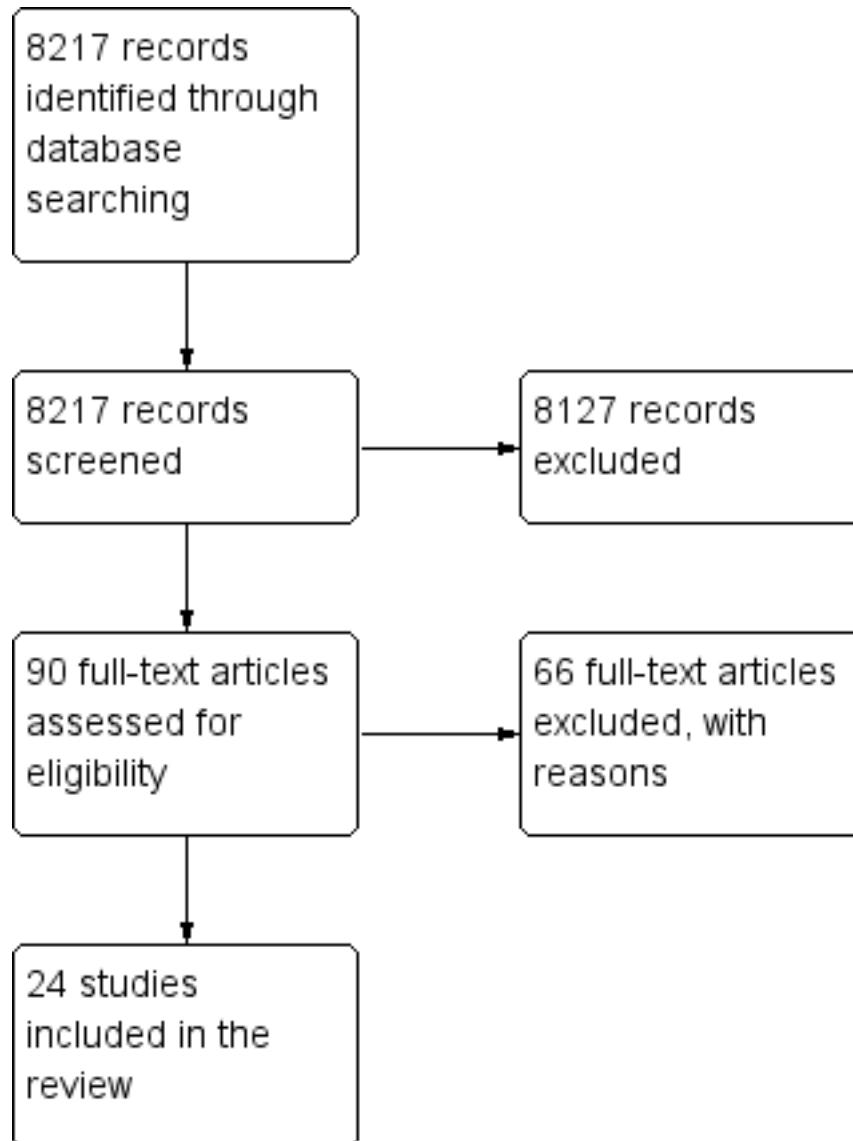 8217 records
identified through
database
searching
8217 records
screened
8127 records
excluded
90 full-text articles
assessed for
eligibility
66 full-text articles
excluded, with
reasons
24 studies
included in the
review